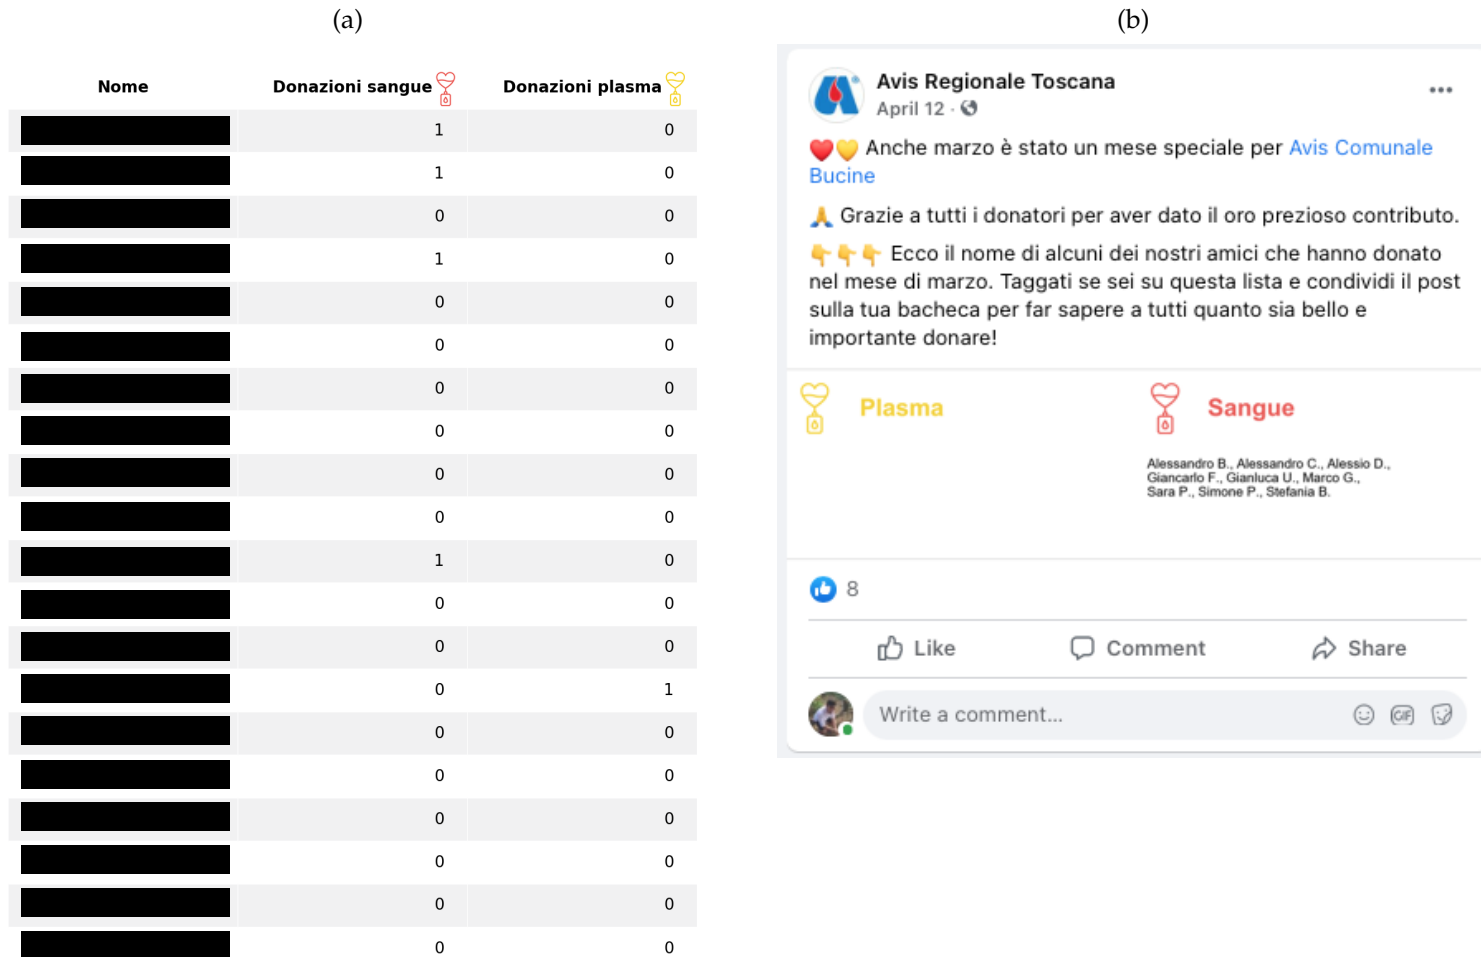 (a)
Nome Donazioni sangue Donazioni plasma
1 0
1 0
0 0
1 0
0 0
0 0
0 0
0 0
0 0
0 0
1 0
0 0
0 0
0 1
0 0
0 0
0 0
0 0
0 0
0 0
(b)
Avis Regionale Toscana
April 12 ·
Anche marzo è stato un mese speciale per Avis Comunale
Bucine
Grazie a tutti i donatori per aver dato il oro prezioso contributo.
Ecco il nome di alcuni dei nostri amici che hanno donato
nel mese di marzo. Taggati se sei su questa lista e condividi il post
sulla tua bacheca per far sapere a tutti quanto sia bello e
importante donare!
Plasma
Sangue
Alessandro B., Alessandro C., Alessio D.,
Giancarlo F., Gianluca U., Marco G.,
Sara P., Simone P., Stefania B.
8
Like Comment Share
Write a comment...
GIF